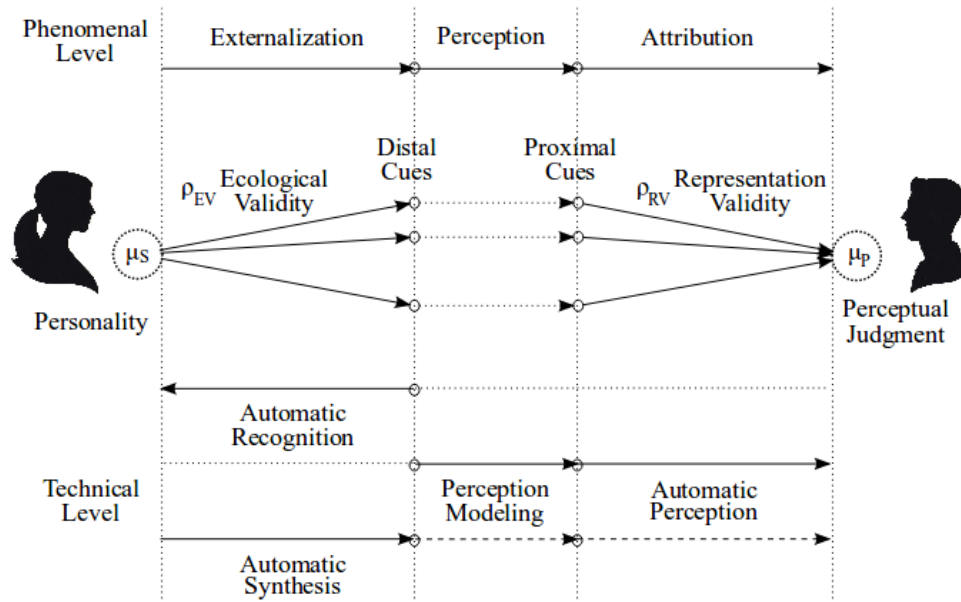 Phenomenal
Level
Externalization
Perception
Attribution
Distal
Cues
Proximal
Cues
ρEV Ecological
Validity
ρRV Representation
Validity
μS
μP
Personality
Perceptual
Judgment
Automatic
Recognition
Technical
Level
Perception
Modeling
Automatic
Perception
Automatic
Synthesis